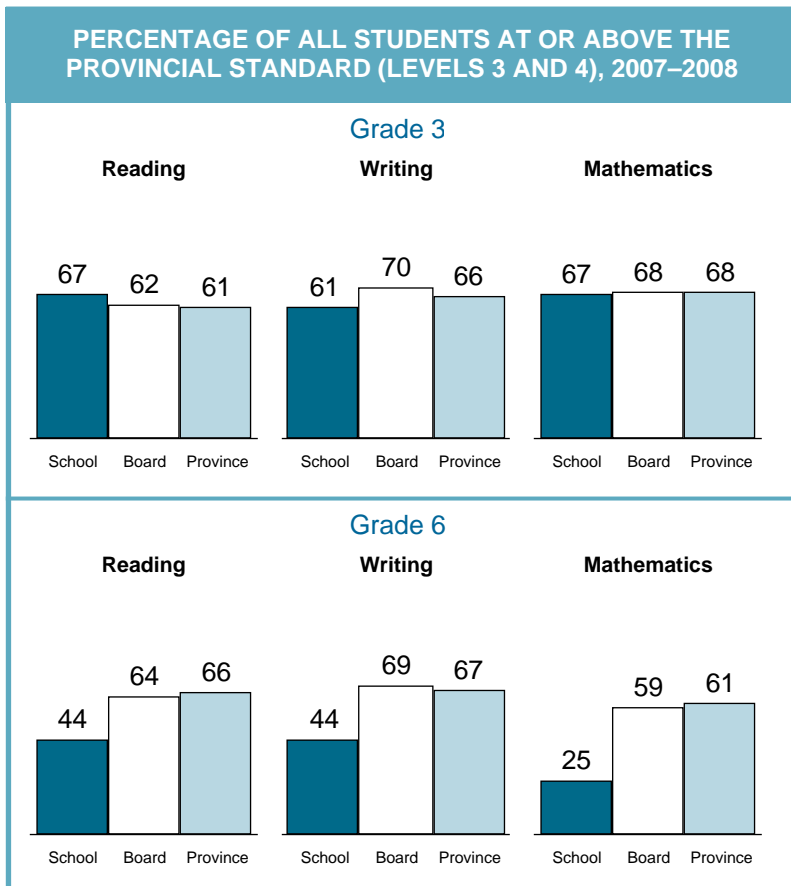 PERCENTAGE OF ALL STUDENTS AT OR ABOVE THE
PROVINCIAL STANDARD (LEVELS 3 AND 4), 2007–2008
Grade 3
Reading Writing Mathematics
67 62 61 61 70 66 67 68 68
School Board Province School Board Province School Board Province
Grade 6
Reading Writing Mathematics
44 64 66 44 69 67 25 59 61
School Board Province School Board Province School Board Province